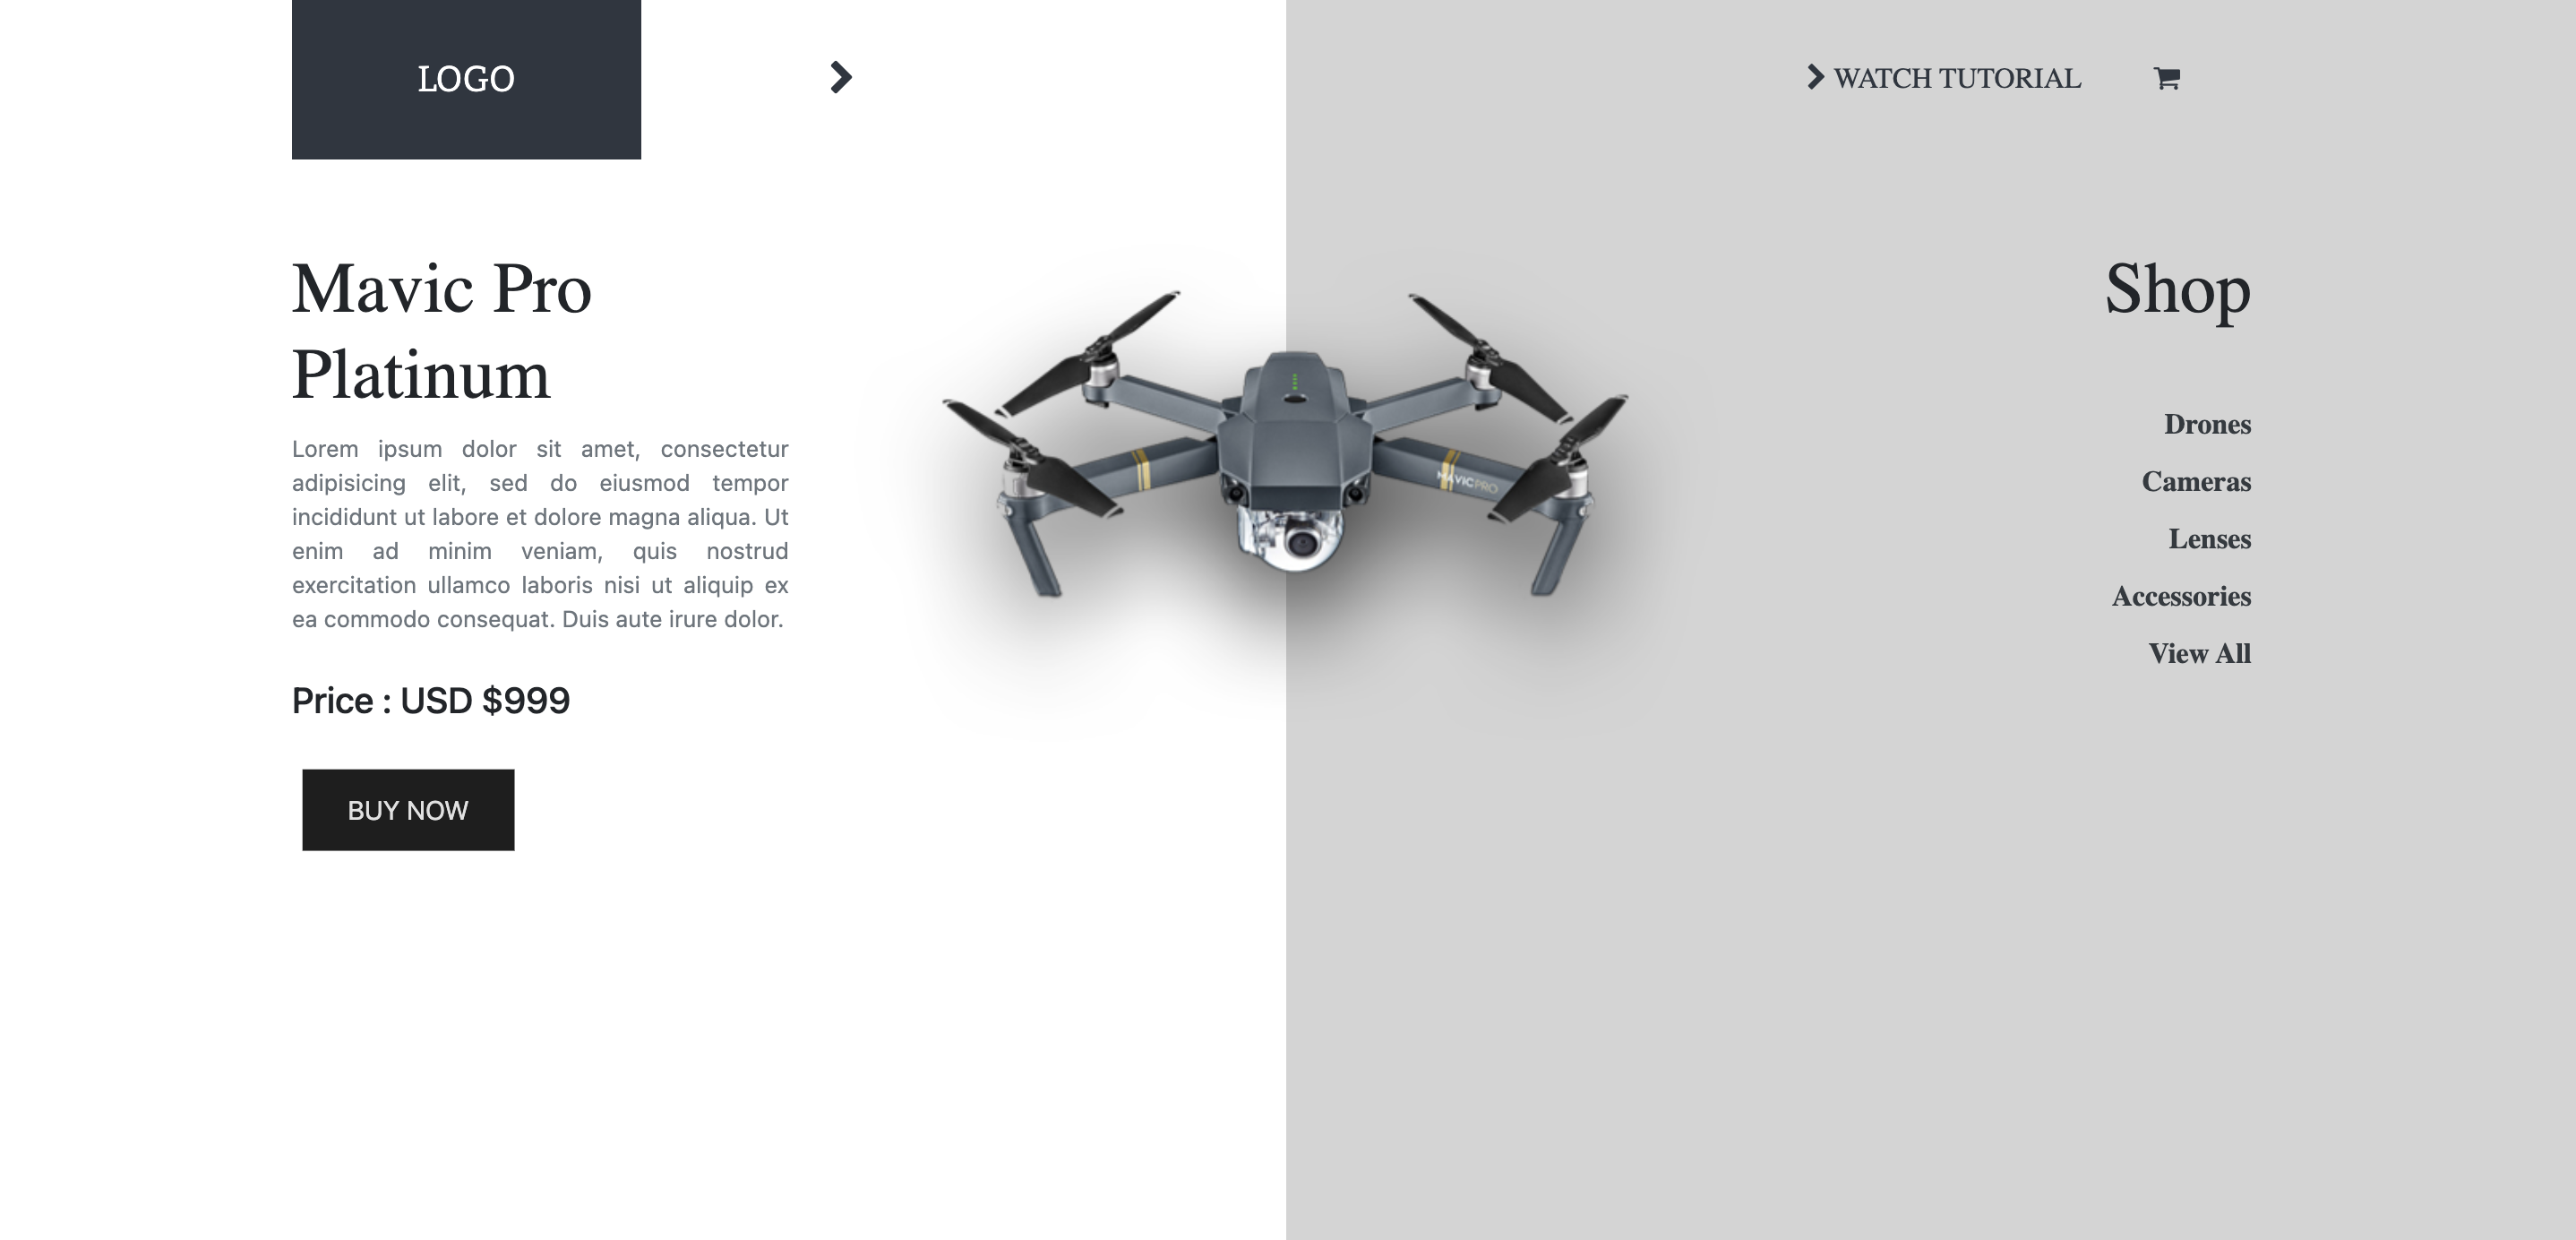 LOGO
WATCH TUTORIAL
Mavic Pro
Platinum
Lorem ipsum dolor sit amet, consectetur
adipisicing elit, sed do eiusmod tempor
incididunt ut labore et dolore magna aliqua. Ut
enim ad minim veniam, quis nostrud
exercitation ullamco laboris nisi ut aliquip ex
ea commodo consequat. Duis aute irure dolor.
Price : USD $999
BUY NOW
MAVIC PRO
Shop
Drones
Cameras
Lenses
Accessories
View All